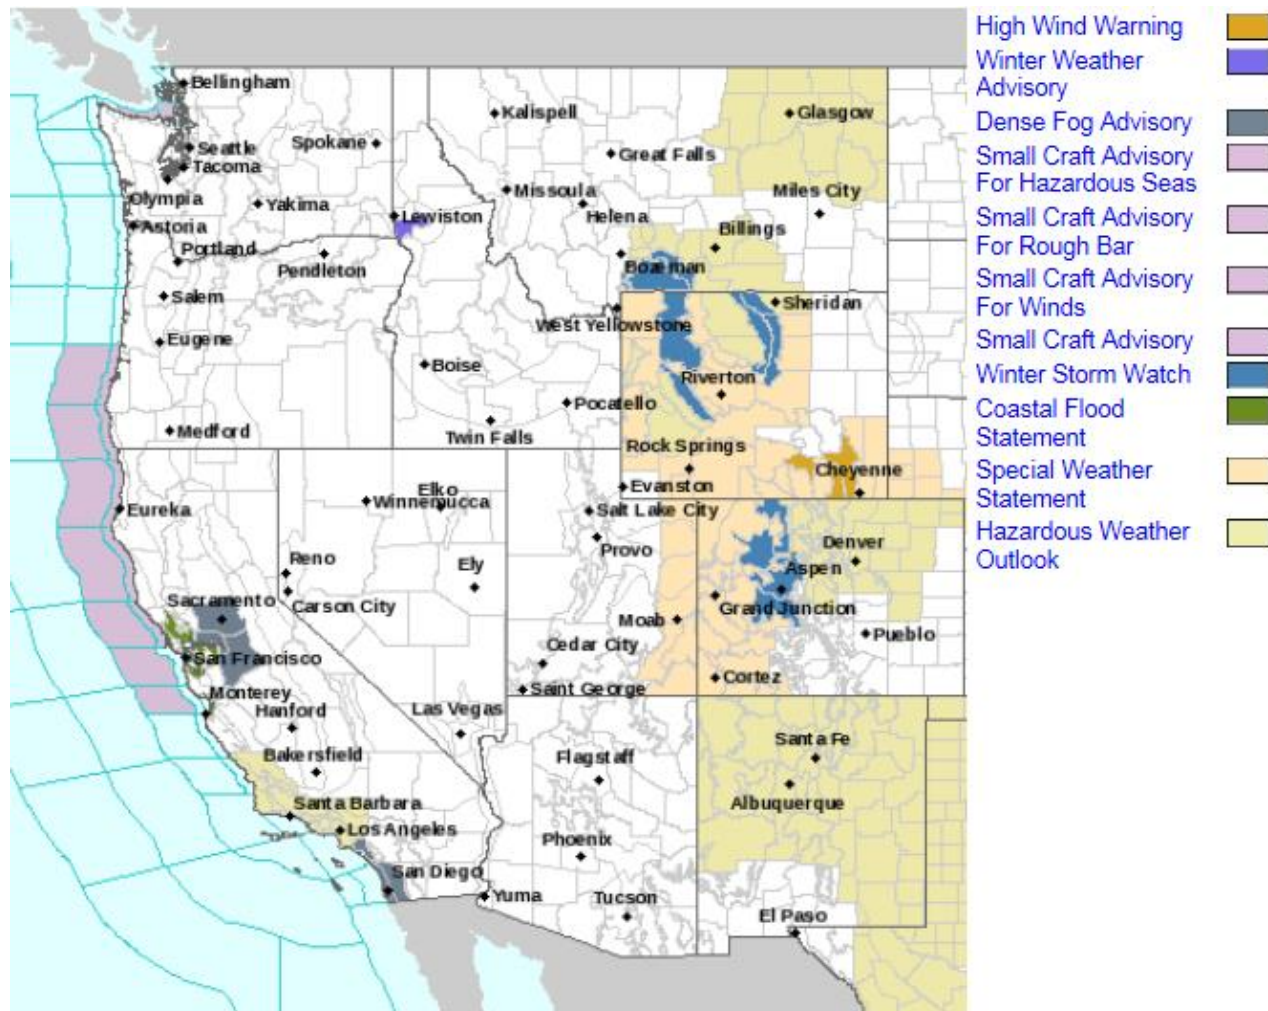 Bellingham
Kalispell
Glasgow
Seattle
Spokane
Great Falls
Tacoma
Missoula
Miles City
Olympia
Yakima
Lewiston
Helena
Astoria
Billings
Portland
Pendleton
Bozeman
Salem
Sheridan
West Yellowstone
Eugene
Boise
Riverton
Pocatello
Medford
Twin Falls
Rock Springs
Cheyenne
Elko
Evanston
Winnemucca
Eureka
Salt Lake City
Denver
Provo
Reno
Ely
Aspen
Sacramento
Carson City
Grand Junction
Moab
Pueblo
Cedar City
San Francisco
Cortez
Saint George
Monterey
Hanford
Las Vegas
Santa Fe
Bakersfield
Flagstaff
Santa Barbara
Albuquerque
Los Angeles
Phoenix
San Diego
Yuma
Tucson
El Paso
High Wind Warning
Winter Weather
Advisory
Dense Fog Advisory
Small Craft Advisory
For Hazardous Seas
Small Craft Advisory
For Rough Bar
Small Craft Advisory
For Winds
Small Craft Advisory
Winter Storm Watch
Coastal Flood
Statement
Special Weather
Statement
Hazardous Weather
Outlook